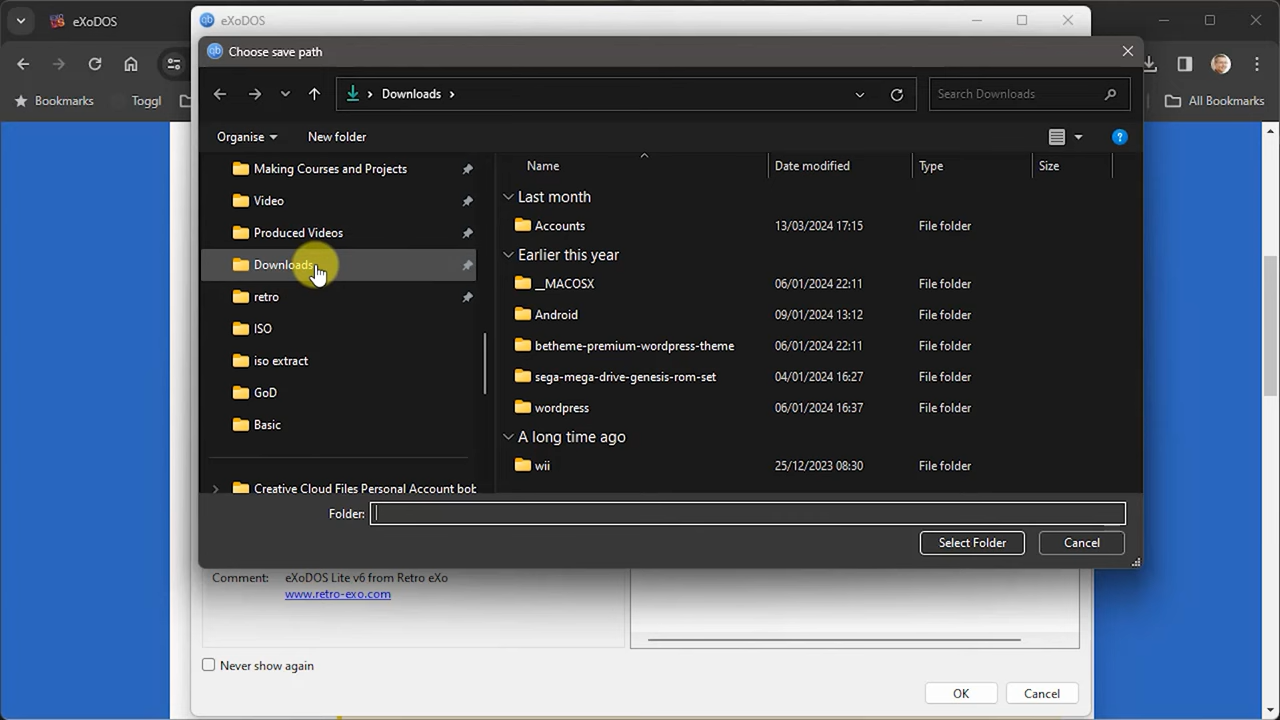 eXoDOS
eXoDOS
Choose save path
Bookmarks
Toggl
All Bookmarks
Downloads
Search Downloads
Organise
New folder
Making Courses and Projects
Video
Produced Videos
Downloads
retro
ISO
iso extract
GoD
Basic
Creative Cloud Files Personal Account bot
Name Date modified Type Size
Last month
Accounts 13/03/2024 17:15 File folder
Earlier this year
__MACOSX 06/01/2024 22:11 File folder
Android 09/01/2024 13:12 File folder
betheme-premium-wordpress-theme 06/01/2024 22:11 File folder
sega-mega-drive-genesis-rom-set 04/01/2024 16:27 File folder
wordpress 06/01/2024 16:37 File folder
A long time ago
wii 25/12/2023 08:30 File folder
Folder:
Select Folder Cancel
Comment: eXoDOS Lite v6 from Retro eXo
www.retro-exo.com
Never show again
OK Cancel